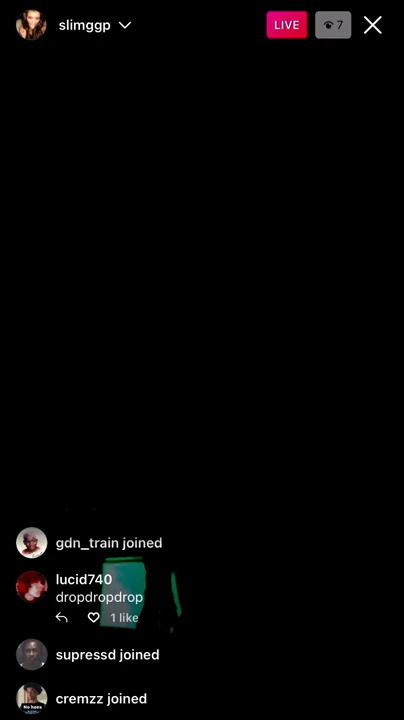 slimggp
LIVE
7
gdn_train joined
lucid740
dropdropdrop
1 like
supressd joined
cremzz joined